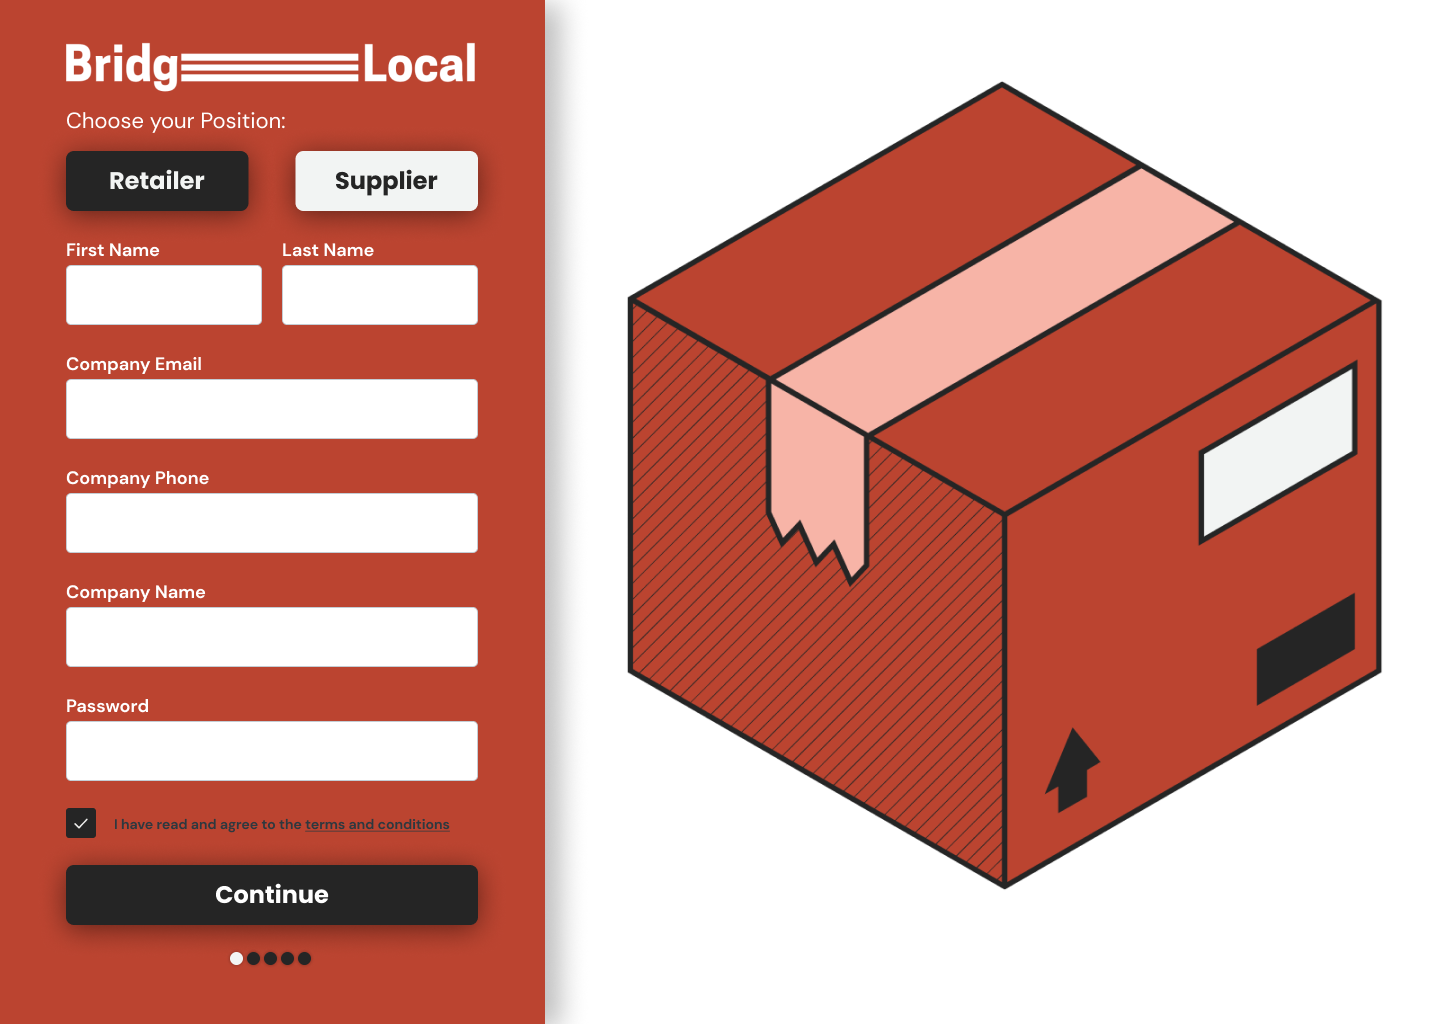 Bridg Local
Choose your Position:
Retailer Supplier
First Name Last Name
Company Email
Company Phone
Company Name
Password
I have read and agree to the terms and conditions
Continue